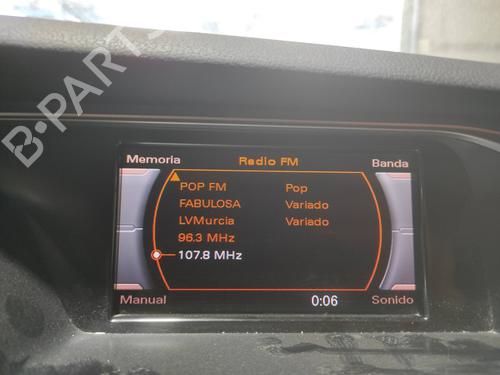 B-PARTS
Memoria Radio FM Banda
POP FM Pop
FABULOSA Variado
LVMurcia Variado
96.3 MHz
107.8 MHz
Manual 0:06 Sonido